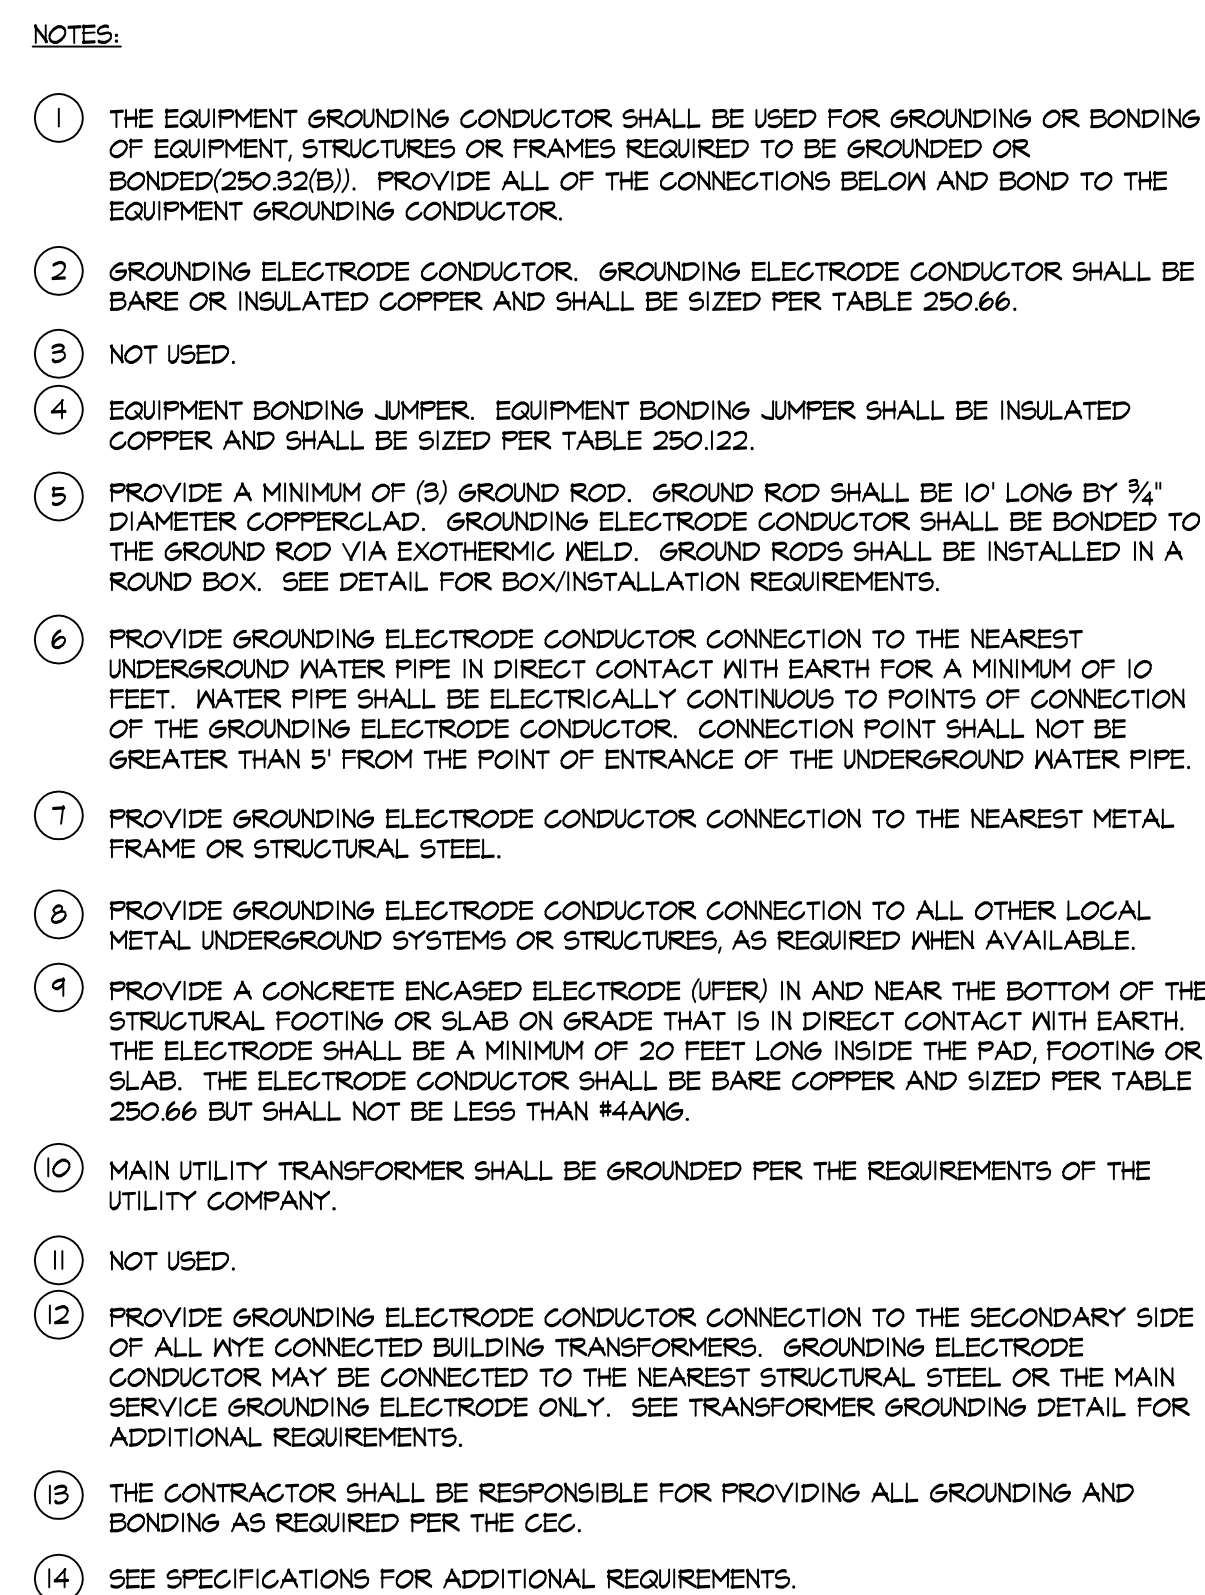 NOTES:
1 THE EQUIPMENT GROUNDING CONDUCTOR SHALL BE USED FOR GROUNDING OR BONDING
OF EQUIPMENT, STRUCTURES OR FRAMES REQUIRED TO BE GROUNDED OR
BONDED(250.32(B)). PROVIDE ALL OF THE CONNECTIONS BELOW AND BOND TO THE
EQUIPMENT GROUNDING CONDUCTOR.
2 GROUNDING ELECTRODE CONDUCTOR. GROUNDING ELECTRODE CONDUCTOR SHALL BE
BARE OR INSULATED COPPER AND SHALL BE SIZED PER TABLE 250.66.
3 NOT USED.
4 EQUIPMENT BONDING JUMPER. EQUIPMENT BONDING JUMPER SHALL BE INSULATED
COPPER AND SHALL BE SIZED PER TABLE 250.122.
5 PROVIDE A MINIMUM OF (3) GROUND ROD. GROUND ROD SHALL BE 10' LONG BY ¾"
DIAMETER COPPERCLAD. GROUNDING ELECTRODE CONDUCTOR SHALL BE BONDED TO
THE GROUND ROD VIA EXOTHERMIC WELD. GROUND RODS SHALL BE INSTALLED IN A
ROUND BOX. SEE DETAIL FOR BOX/INSTALLATION REQUIREMENTS.
6 PROVIDE GROUNDING ELECTRODE CONDUCTOR CONNECTION TO THE NEAREST
UNDERGROUND WATER PIPE IN DIRECT CONTACT WITH EARTH FOR A MINIMUM OF 10
FEET. WATER PIPE SHALL BE ELECTRICALLY CONTINUOUS TO POINTS OF CONNECTION
OF THE GROUNDING ELECTRODE CONDUCTOR. CONNECTION POINT SHALL NOT BE
GREATER THAN 5' FROM THE POINT OF ENTRANCE OF THE UNDERGROUND WATER PIPE.
7 PROVIDE GROUNDING ELECTRODE CONDUCTOR CONNECTION TO THE NEAREST METAL
FRAME OR STRUCTURAL STEEL.
8 PROVIDE GROUNDING ELECTRODE CONDUCTOR CONNECTION TO ALL OTHER LOCAL
METAL UNDERGROUND SYSTEMS OR STRUCTURES, AS REQUIRED WHEN AVAILABLE.
9 PROVIDE A CONCRETE ENCASED ELECTRODE (UFER) IN AND NEAR THE BOTTOM OF THE
STRUCTURAL FOOTING OR SLAB ON GRADE THAT IS IN DIRECT CONTACT WITH EARTH.
THE ELECTRODE SHALL BE A MINIMUM OF 20 FEET LONG INSIDE THE PAD, FOOTING OR
SLAB. THE ELECTRODE CONDUCTOR SHALL BE BARE COPPER AND SIZED PER TABLE
250.66 BUT SHALL NOT BE LESS THAN #4AWG.
10 MAIN UTILITY TRANSFORMER SHALL BE GROUNDED PER THE REQUIREMENTS OF THE
UTILITY COMPANY.
11 NOT USED.
12 PROVIDE GROUNDING ELECTRODE CONDUCTOR CONNECTION TO THE SECONDARY SIDE
OF ALL WYE CONNECTED BUILDING TRANSFORMERS. GROUNDING ELECTRODE
CONDUCTOR MAY BE CONNECTED TO THE NEAREST STRUCTURAL STEEL OR THE MAIN
SERVICE GROUNDING ELECTRODE ONLY. SEE TRANSFORMER GROUNDING DETAIL FOR
ADDITIONAL REQUIREMENTS.
13 THE CONTRACTOR SHALL BE RESPONSIBLE FOR PROVIDING ALL GROUNDING AND
BONDING AS REQUIRED PER THE CEC.
14 SEE SPECIFICATIONS FOR ADDITIONAL REQUIREMENTS.